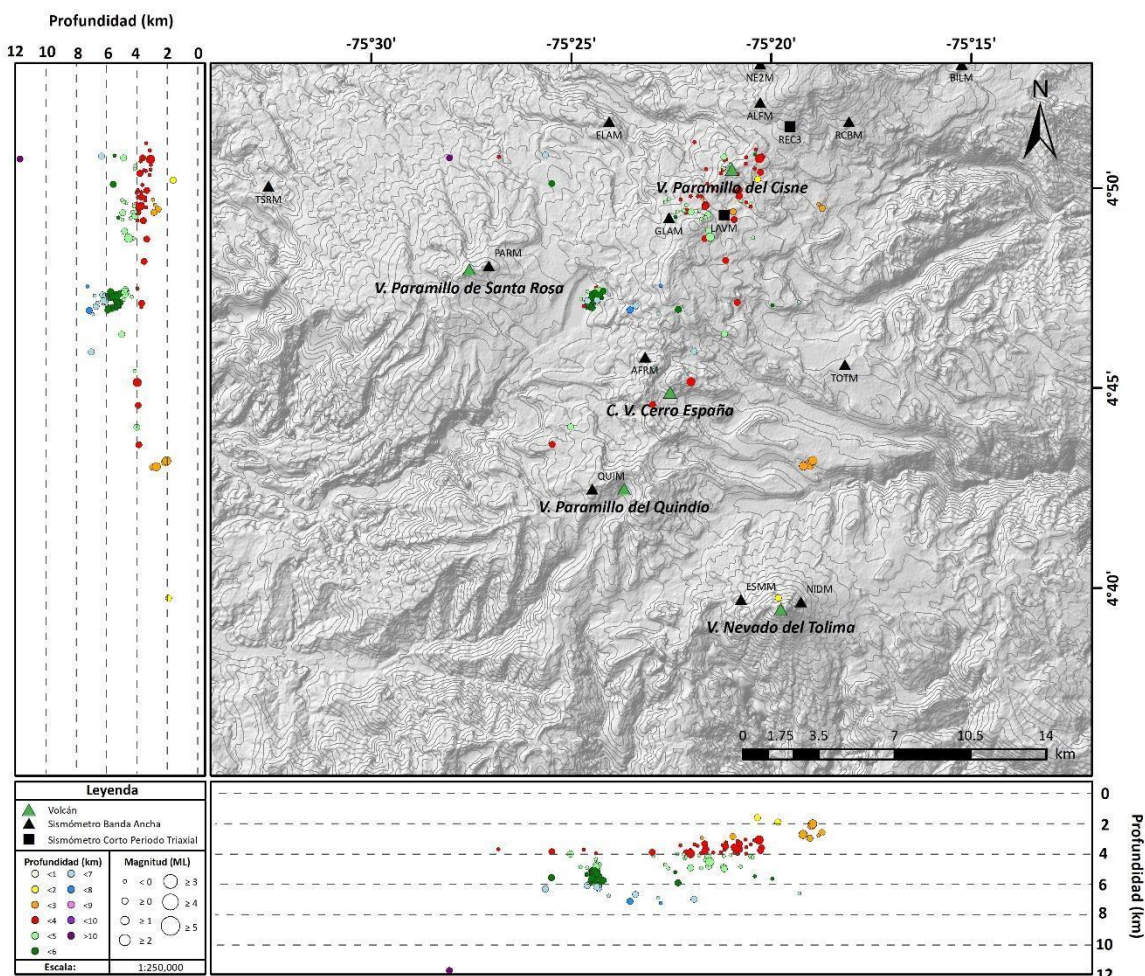 Profundidad (km)
12 10 8 6 4 2 0
-75°30' -75°25' -75°20' -75°15'
NE2M
BILM
N
ALFM
ELAM
REC3
RCBM
4°50'
V. Paramillo del Cisne
TSRM
GLAM
LAVM
PARM
V. Paramillo de Santa Rosa
AFRM
TOTM
4°45'
C. V. Cerro España
QUIM
V. Paramillo del Quindío
4°40'
ESMM
NIDM
V. Nevado del Tolima
0 1.75 3.5 7 10.5 14
km
Leyenda
Volcán
Sismómetro Banda Ancha
Sismómetro Corto Periodo Triaxial
Profundidad (km)
Magnitud (ML)
<1 <7
<2 <8
<3 <9
<4 <10
<5 >10
<6
< 0 ≥ 3
≥ 0 ≥ 4
≥ 1 ≥ 5
≥ 2
Escala: 1:250,000
0
2
4
6
8
10
12
Profundidad (km)